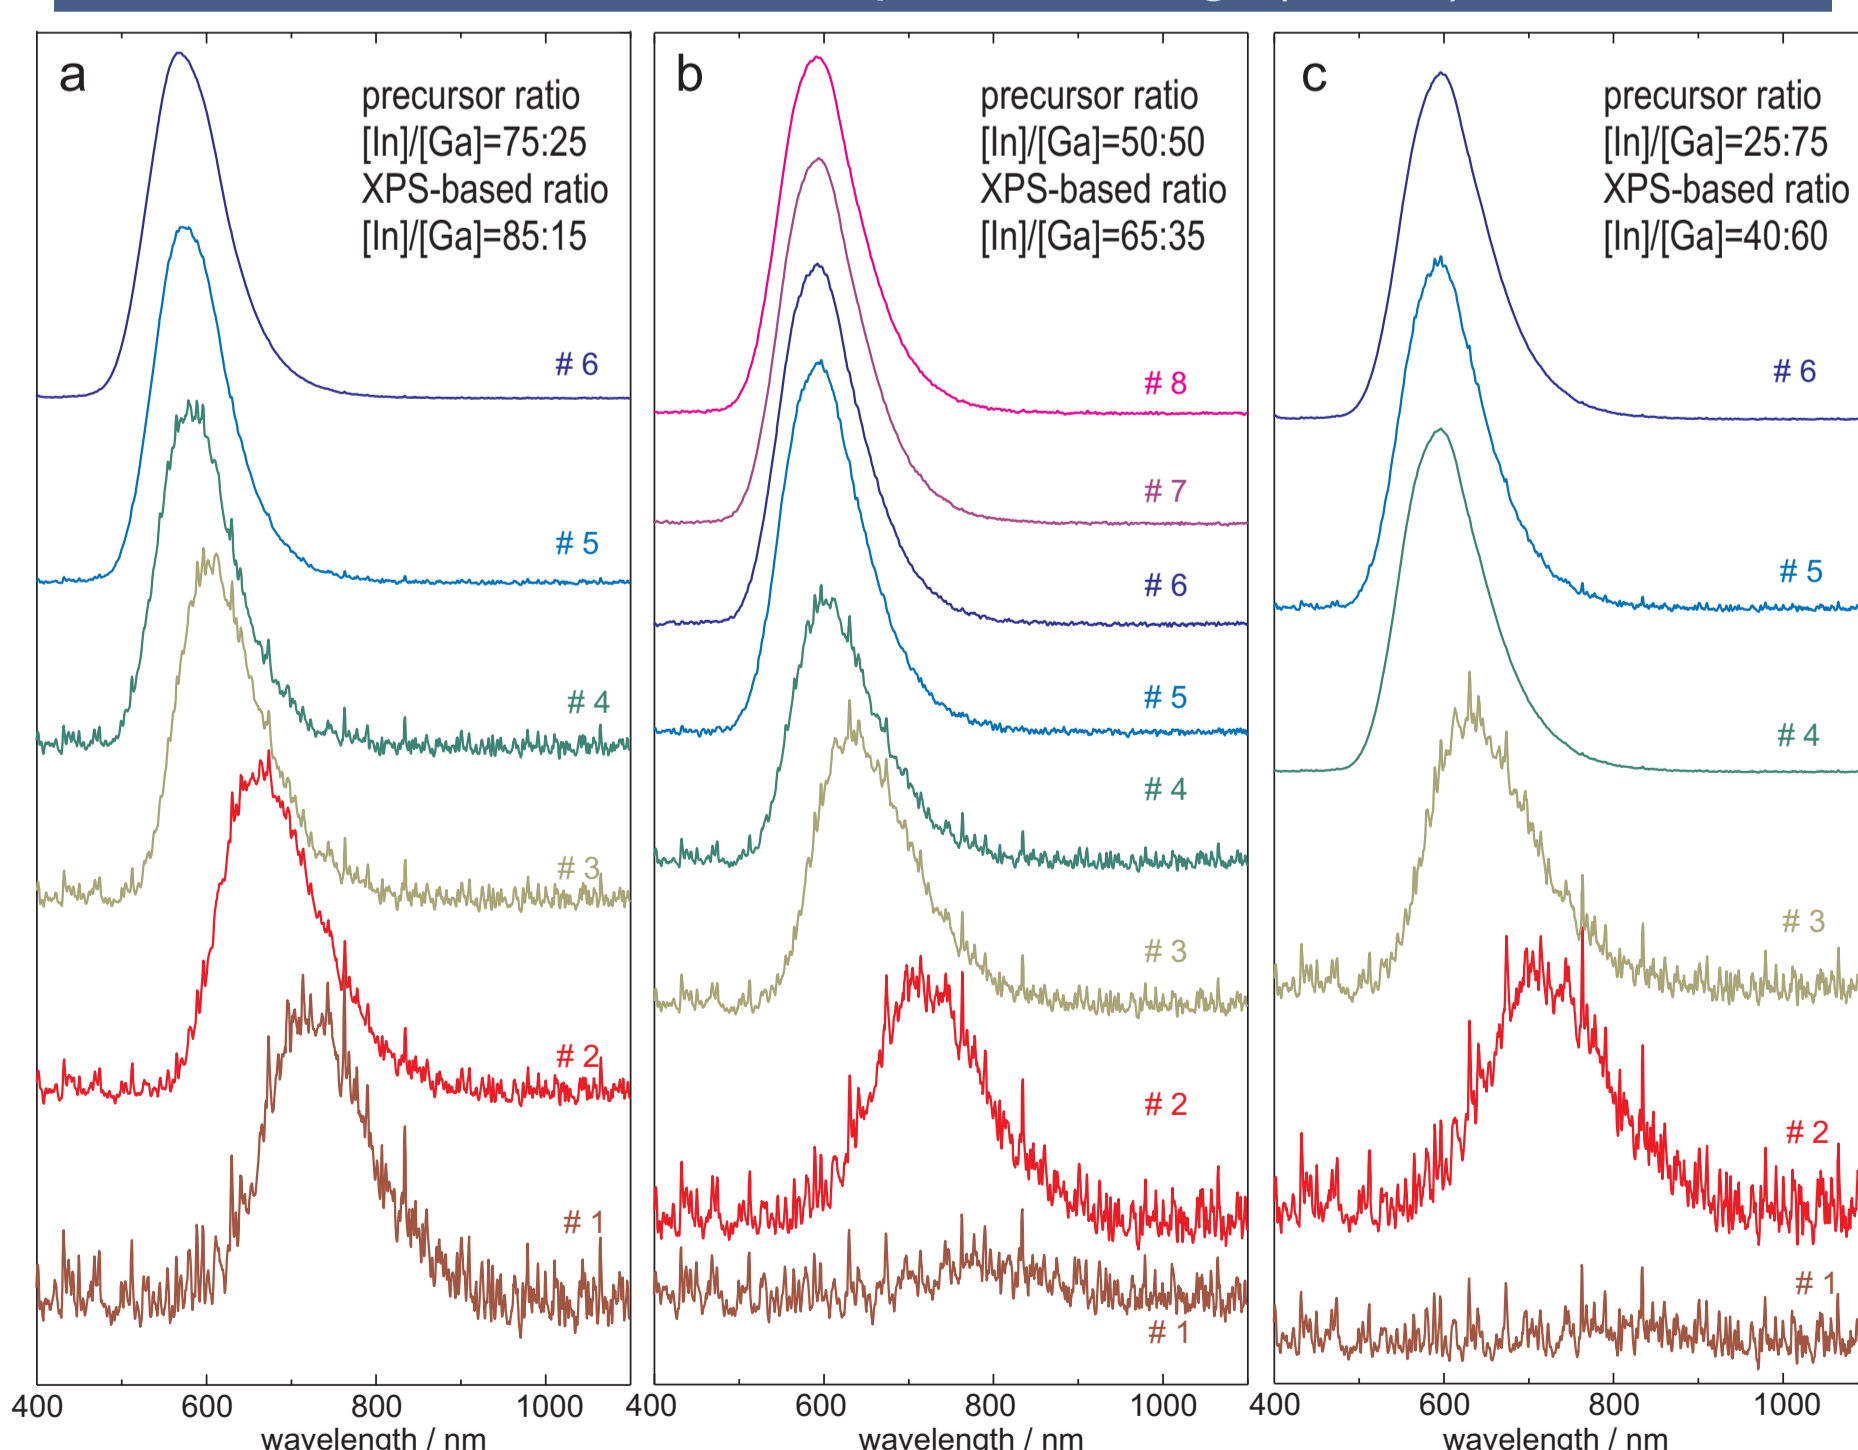 a
precursor ratio
[In]/[Ga]=75:25
XPS-based ratio
[In]/[Ga]=85:15
# 6
# 5
# 4
# 3
# 2
# 1
400 600 800 1000
wavelength / nm
b
precursor ratio
[In]/[Ga]=50:50
XPS-based ratio
[In]/[Ga]=65:35
# 8
# 7
# 6
# 5
# 4
# 3
# 2
# 1
400 600 800 1000
wavelength / nm
c
precursor ratio
[In]/[Ga]=25:75
XPS-based ratio
[In]/[Ga]=40:60
# 6
# 5
# 4
# 3
# 2
# 1
400 600 800 1000
wavelength / nm